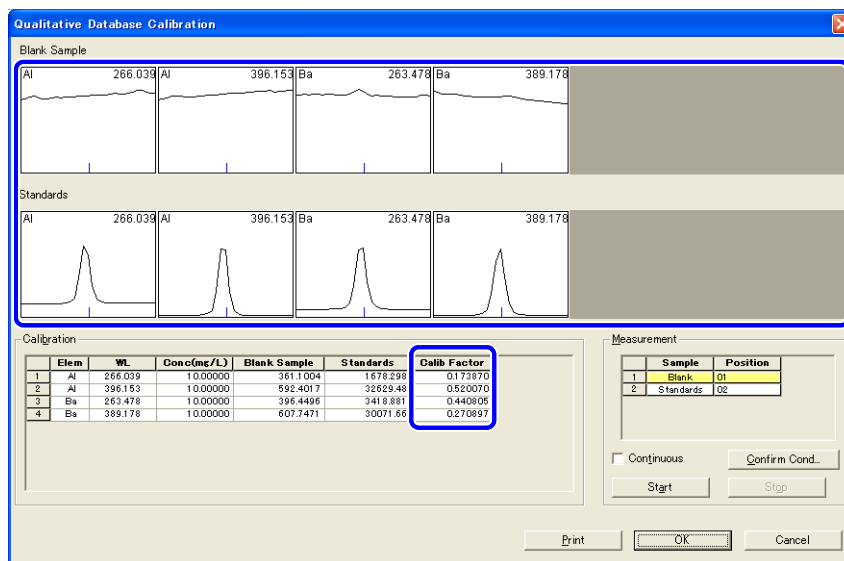 Qualitative Database Calibration
Blank Sample
Al 266.039 Al 396.153 Ba 263.478 Ba 389.178
Standards
Al 266.039 Al 396.153 Ba 263.478 Ba 389.178
Calibration
Elem WL Conc(mg/L) Blank Sample Standards Calib Factor
1 Al 266.039 10.00000 361.1004 1678.298 0.173870
2 Al 396.153 10.00000 592.4017 32629.48 0.520070
3 Ba 263.478 10.00000 396.4496 3418.881 0.440805
4 Ba 389.178 10.00000 607.7471 30071.66 0.270897
Measurement
Sample Position
1 Blank 01
2 Standards 02
Continuous Confirm Cond...
Start Stop
Print OK Cancel